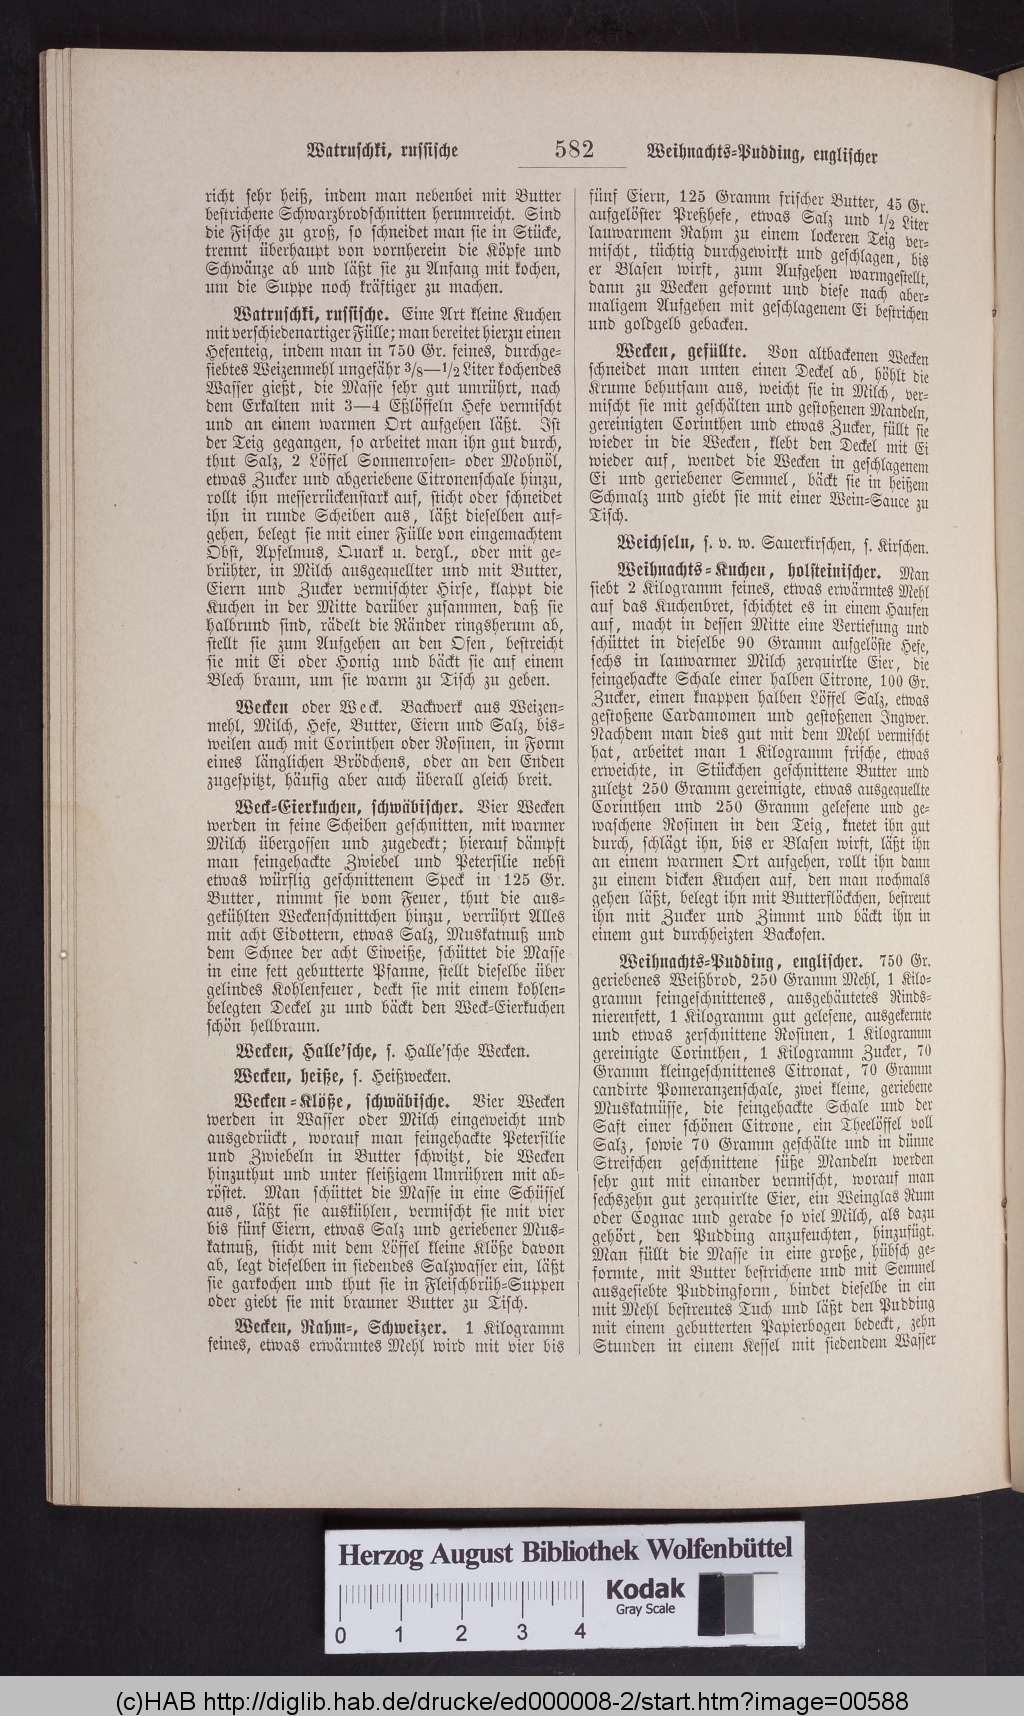 Watruschki, russische 582 Weihnachts-Pudding, englischer
richt sehr heiß, indem man nebenbei mit Butter
bestrichene Schwarzbrodschnitten herumreicht. Sind
die Fische zu groß, so schneidet man sie in Stücke,
trennt überhaupt von vornherein die Köpfe und
Schwänze ab und läßt sie zu Anfang mit kochen,
um die Suppe noch kräftiger zu machen.
Watruschki, russische. Eine Art kleine Kuchen
mit verschiedenartiger Fülle; man bereitet hierzu einen
Hefenteig, indem man in 750 Gr. feines, durchge-
siebtes Weizenmehl ungefähr 3/8—1/2 Liter kochendes
Wasser gießt, die Masse sehr gut umrührt, nach
dem Erkalten mit 3—4 Eßlöffeln Hefe vermischt
und an einem warmen Ort aufgehen läßt. Ist
der Teig gegangen, so arbeitet man ihn gut durch,
thut Salz, 2 Löffel Sonnenrosen- oder Mohnöl,
etwas Zucker und abgeriebene Citronenschale hinzu,
rollt ihn messerrückenstark auf, sticht oder schneidet
ihn in runde Scheiben aus, läßt dieselben auf-
gehen, belegt sie mit einer Fülle von eingemachtem
Obst, Apfelmus, Quark u. dergl., oder mit ge-
brühter, in Milch ausgequellter und mit Butter,
Eiern und Zucker vermischter Hirse, klappt die
Kuchen in der Mitte darüber zusammen, daß sie
halbrund sind, rädelt die Ränder ringsherum ab,
stellt sie zum Aufgehen an den Ofen, bestreicht
sie mit Ei oder Honig und bäckt sie auf einem
Blech braun, um sie warm zu Tisch zu geben.
Wecken oder Weck. Backwerk aus Weizen-
mehl, Milch, Hefe, Butter, Eiern und Salz, bis-
weilen auch mit Corinthen oder Rosinen, in Form
eines länglichen Brödchens, oder an den Enden
zugespitzt, häufig aber auch überall gleich breit.
Weck-Eierkuchen, schwäbischer. Vier Wecken
werden in feine Scheiben geschnitten, mit warmer
Milch übergossen und zugedeckt; hierauf dämpft
man feingehackte Zwiebel und Petersilie nebst
etwas würflig geschnittenem Speck in 125 Gr.
Butter, nimmt sie vom Feuer, thut die aus-
gekühlten Weckenschnittchen hinzu, verrührt Alles
mit acht Eidottern, etwas Salz, Muskatnuß und
dem Schnee der acht Eiweiße, schüttet die Masse
in eine fett gebutterte Pfanne, stellt dieselbe über
gelindes Kohlenfeuer, deckt sie mit einem kohlen-
belegten Deckel zu und bäckt den Weck-Eierkuchen
schön hellbraun.
Wecken, Halle'sche, s. Halle'sche Wecken.
Wecken, heiße, s. Heißwecken.
Wecken-Klöße, schwäbische. Vier Wecken
werden in Wasser oder Milch eingeweicht und
ausgedrückt, worauf man feingehackte Petersilie
und Zwiebeln in Butter schwitzt, die Wecken
hinzuthut und unter fleißigem Umrühren mit ab-
röstet. Man schüttet die Masse in eine Schüssel
aus, läßt sie auskühlen, vermischt sie mit vier
bis fünf Eiern, etwas Salz und geriebener Mus-
katnuß, sticht mit dem Löffel kleine Klöße davon
ab, legt dieselben in siedendes Salzwasser ein, läßt
sie garkochen und thut sie in Fleischbrüh-Suppen
oder giebt sie mit brauner Butter zu Tisch.
Wecken, Rahm-, Schweizer. 1 Kilogramm
feines, etwas erwärmtes Mehl wird mit vier bis
fünf Eiern, 125 Gramm frischer Butter, 45 Gr.
aufgelöster Preßhefe, etwas Salz und 1/2 Liter
lauwarmem Rahm zu einem lockeren Teig ver-
mischt, tüchtig durchgewirkt und geschlagen, bis
er Blasen wirft, zum Aufgehen warmgestellt,
dann zu Wecken geformt und diese nach aber-
maligem Aufgehen mit geschlagenem Ei bestrichen
und goldgelb gebacken.
Wecken, gefüllte. Von altbackenen Wecken
schneidet man unten einen Deckel ab, höhlt die
Krume behutsam aus, weicht sie in Milch, ver-
mischt sie mit geschälten und gestoßenen Mandeln,
gereinigten Corinthen und etwas Zucker, füllt sie
wieder in die Wecken, klebt den Deckel mit Ei
wieder auf, wendet die Wecken in geschlagenem
Ei und geriebener Semmel, bäckt sie in heißem
Schmalz und giebt sie mit einer Wein-Sauce zu
Tisch.
Weichseln, s. v. w. Sauerkirschen, s. Kirschen.
Weihnachts-Kuchen, holsteinischer. Man
siebt 2 Kilogramm feines, etwas erwärmtes Mehl
auf das Kuchenbret, schichtet es in einem Haufen
auf, macht in dessen Mitte eine Vertiefung und
schüttet in dieselbe 90 Gramm aufgelöste Hefe,
sechs in lauwarmer Milch zerquirlte Eier, die
feingehackte Schale einer halben Citrone, 100 Gr.
Zucker, einen knappen halben Löffel Salz, etwas
gestoßene Cardamomen und gestoßenen Ingwer.
Nachdem man dies gut mit dem Mehl vermischt
hat, arbeitet man 1 Kilogramm frische, etwas
erweichte, in Stückchen geschnittene Butter und
zuletzt 250 Gramm gereinigte, etwas ausgequellte
Corinthen und 250 Gramm gelesene und ge-
waschene Rosinen in den Teig, knetet ihn gut
durch, schlägt ihn, bis er Blasen wirft, läßt ihn
an einem warmen Ort aufgehen, rollt ihn dann
zu einem dicken Kuchen auf, den man nochmals
gehen läßt, belegt ihn mit Butterflöckchen, bestreut
ihn mit Zucker und Zimmt und bäckt ihn in
einem gut durchheizten Backofen.
Weihnachts-Pudding, englischer. 750 Gr.
geriebenes Weißbrod, 250 Gramm Mehl, 1 Kilo-
gramm feingeschnittenes, ausgehäutetes Rinds-
nierenfett, 1 Kilogramm gut gelesene, ausgekernte
und etwas zerschnittene Rosinen, 1 Kilogramm
gereinigte Corinthen, 1 Kilogramm Zucker, 70
Gramm kleingeschnittenes Citronat, 70 Gramm
candirte Pomeranzenschale, zwei kleine, geriebene
Muskatnüsse, die feingehackte Schale und der
Saft einer schönen Citrone, ein Theelöffel voll
Salz, sowie 70 Gramm geschälte und in dünne
Streifchen geschnittene süße Mandeln werden
sehr gut mit einander vermischt, worauf man
sechszehn gut zerquirlte Eier, ein Weinglas Rum
oder Cognac und gerade so viel Milch, als dazu
gehört, den Pudding anzufeuchten, hinzufügt.
Man füllt die Masse in eine große, hübsch ge-
formte, mit Butter bestrichene und mit Semmel
ausgesiebte Puddingform, bindet dieselbe in ein
mit Mehl bestreutes Tuch und läßt den Pudding
mit einem gebutterten Papierbogen bedeckt, zehn
Stunden in einem Kessel mit siedendem Wasser
Herzog August Bibliothek Wolfenbüttel
Kodak
Gray Scale
0 1 2 3 4
(c)HAB http://diglib.hab.de/drucke/ed000008-2/start.htm?image=00588